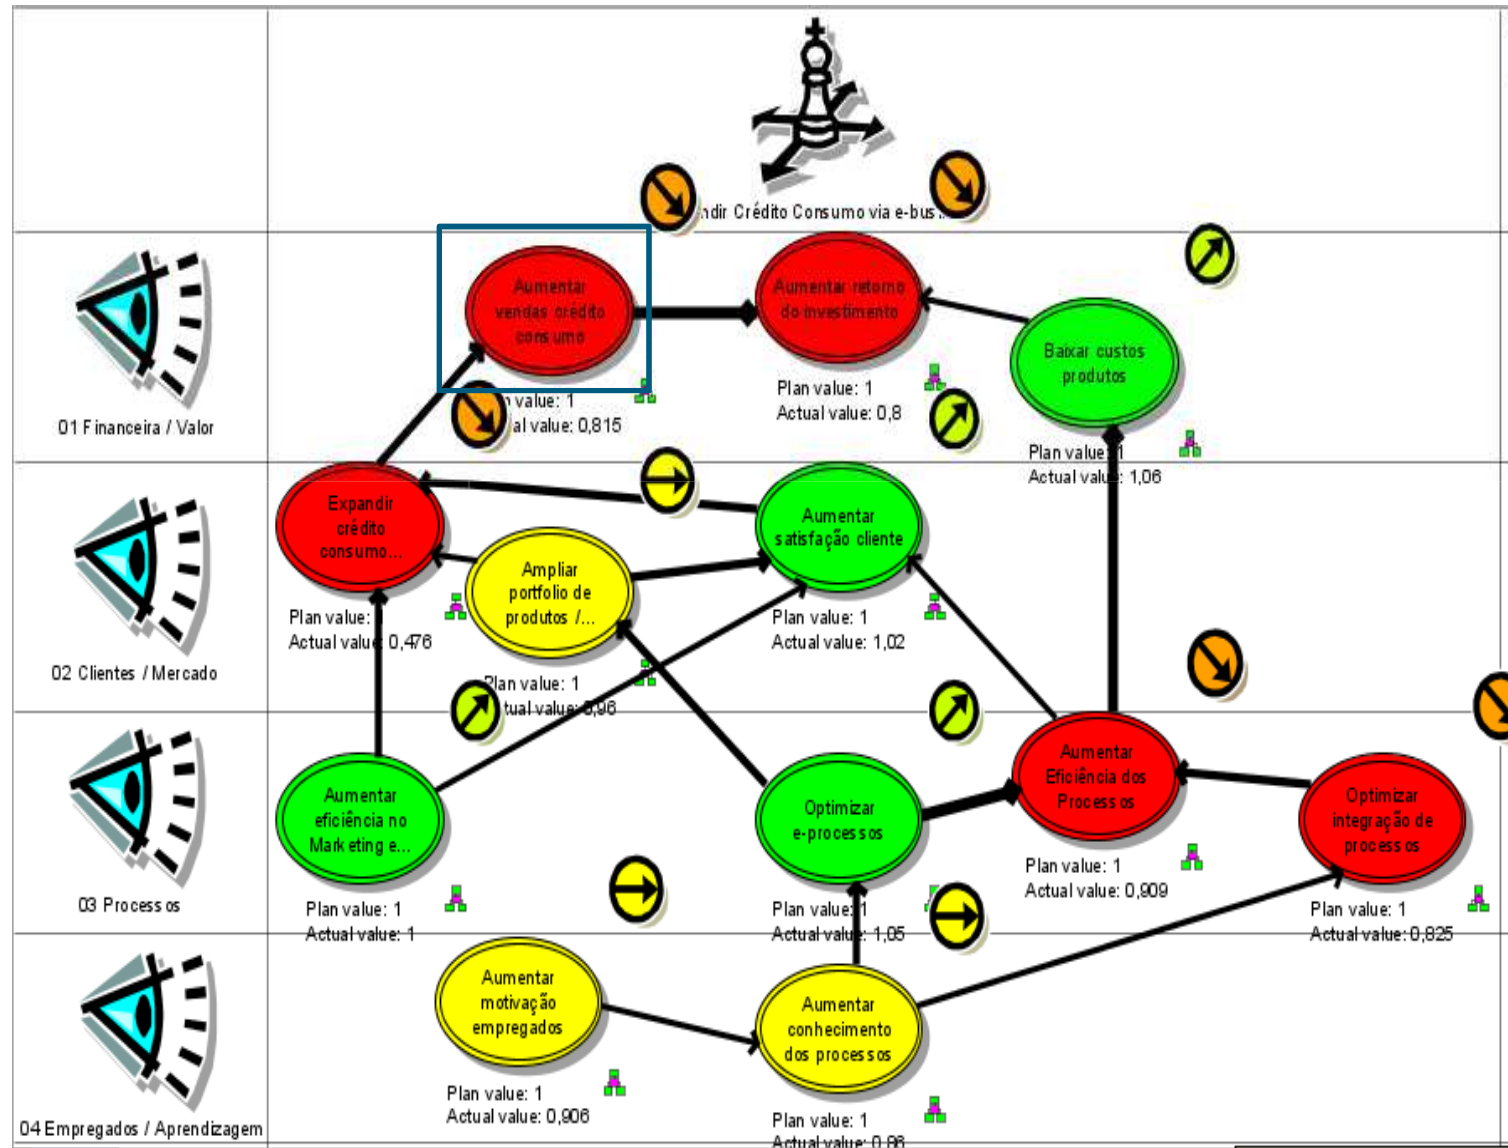 ndir Crédito Consumo via e-bus...
01 Financeira / Valor
Aumentar
vendas crédito
consumo
n value: 1
al value: 0,815
Aumentar retorno
do investimento
Plan value: 1
Actual value: 0,8
Baixar custos
produtos
Plan value: 1
Actual value: 1,06
02 Clientes / Mercado
Expandir
crédito
consumo...
Plan value: 1
Actual value: 0,476
Ampliar
portfolio de
produtos /...
Plan value: 1
tual value: 0,96
Aumentar
satisfação cliente
Plan value: 1
Actual value: 1,02
03 Processos
Aumentar
eficiência no
Marketing e...
Plan value: 1
Actual value: 1
Optimizar
e-processos
Plan value: 1
Actual value: 1,05
Aumentar
Eficiência dos
Processos
Plan value: 1
Actual value: 0,909
Optimizar
integração de
processos
Plan value: 1
Actual value: 0,825
04 Empregados / Aprendizagem
Aumentar
motivação
empregados
Plan value: 1
Actual value: 0,906
Aumentar
conhecimento
dos processos
Plan value: 1
Actual value: 0,86